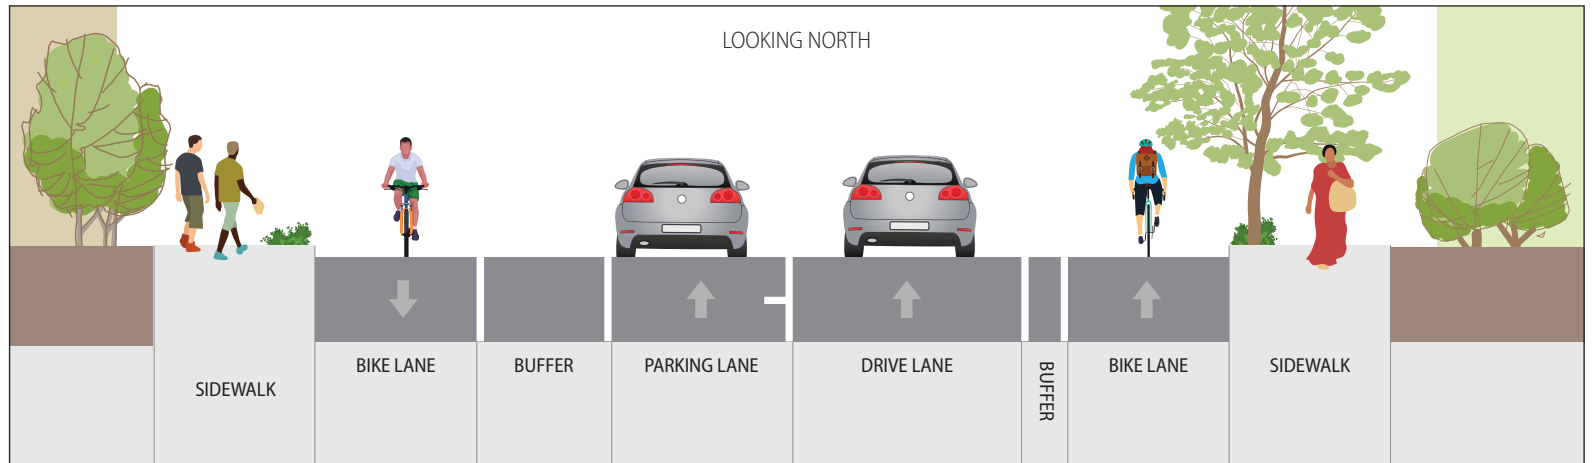 LOOKING NORTH
SIDEWALK
BIKE LANE
BUFFER
PARKING LANE
DRIVE LANE
BUFFER
BIKE LANE
SIDEWALK